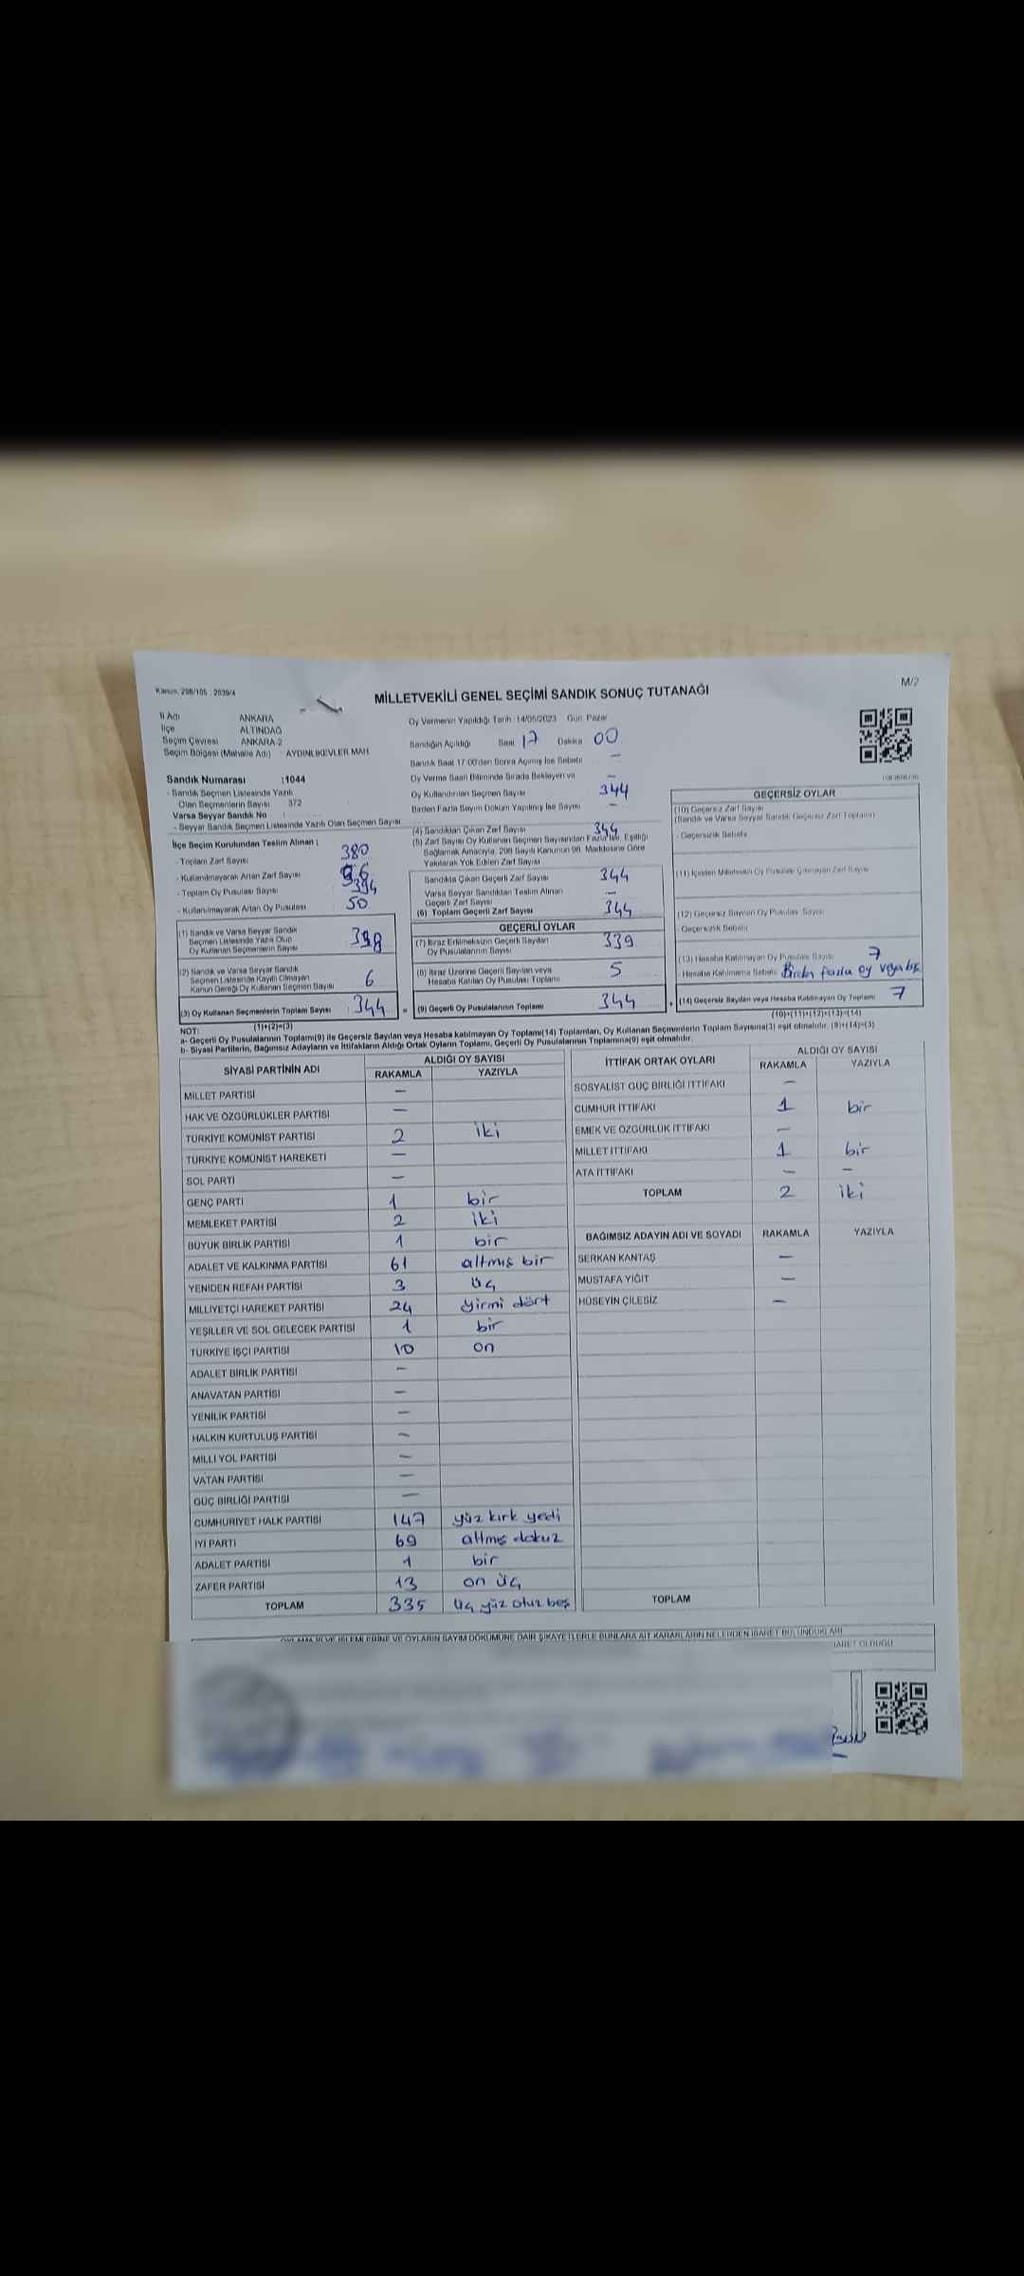 Kanun, 298/105 : 2839/4
M/2
MİLLETVEKİLİ GENEL SEÇİMİ SANDIK SONUÇ TUTANAĞI
İl Adı ANKARA
İlçe ALTINDAĞ
Seçim Çevresi ANKARA-2
Seçim Bölgesi (Mahalle Adı) AYDINLIKEVLER MAH.
Oy Vermenin Yapıldığı Tarih :14/05/2023 Gün: Pazar
Sandığın Açıldığı Saat 17 Dakika 00
Sandık Saat 17:00'den Sonra Açılmış İse Sebebi —
Oy Verme Saati Bitiminde Sırada Bekleyen ve —
Oy Kullandırılan Seçmen Sayısı 344
Birden Fazla Sayım Döküm Yapılmış İse Sayısı —
Sandık Numarası :1044
- Sandık Seçmen Listesinde Yazılı
Olan Seçmenlerin Sayısı 372
Varsa Seyyar Sandık No :
- Seyyar Sandık Seçmen Listesinde Yazılı Olan Seçmen Sayısı
İlçe Seçim Kurulundan Teslim Alınan :
- Toplam Zarf Sayısı 380
- Kullanılmayarak Artan Zarf Sayısı
- Toplam Oy Pusulası Sayısı 394
- Kullanılmayarak Artan Oy Pusulası 50
(1) Sandık ve Varsa Seyyar Sandık
Seçmen Listesinde Yazılı Olup
Oy Kullanan Seçmenlerin Sayısı 338
(2) Sandık ve Varsa Seyyar Sandık
Seçmen Listesinde Kayıtlı Olmayan
Kanun Gereği Oy Kullanan Seçmen Sayısı 6
(3) Oy Kullanan Seçmenlerin Toplam Sayısı 344
(1)+(2)=(3)
(4) Sandıktan Çıkan Zarf Sayısı 344
(5) Zarf Sayısı Oy Kullanan Seçmen Sayısından Fazla İse, Eşitliği
Sağlamak Amacıyla, 298 Sayılı Kanunun 98. Maddesine Göre
Yakılarak Yok Edilen Zarf Sayısı
Sandıkta Çıkan Geçerli Zarf Sayısı 344
Varsa Seyyar Sandıktan Teslim Alınan
Geçerli Zarf Sayısı —
(6) Toplam Geçerli Zarf Sayısı 344
GEÇERLİ OYLAR
(7) İtiraz Edilmeksizin Geçerli Sayılan
Oy Pusulalarının Sayısı 339
(8) İtiraz Üzerine Geçerli Sayılan veya
Hesaba Katılan Oy Pusulası Toplamı 5
(9) Geçerli Oy Pusulalarının Toplamı 344
GEÇERSİZ OYLAR
(10) Geçersiz Zarf Sayısı
(Sandık ve Varsa Seyyar Sandık Geçersiz Zarf Toplamı)
- Geçersizlik Sebebi
(11) İçinden Milletvekili Oy Pusulası Çıkmayan Zarf Sayısı
(12) Geçersiz Sayılan Oy Pusulası Sayısı
- Geçersizlik Sebebi
(13) Hesaba Katılmayan Oy Pusulası Sayısı 7
- Hesaba Katılmama Sebebi Birden fazla oy
(14) Geçersiz Sayılan veya Hesaba Katılmayan Oy Toplamı 7
(10)+(11)+(12)+(13)=(14)
NOT:
a- Geçerli Oy Pusulalarının Toplamı(9) ile Geçersiz Sayılan veya Hesaba katılmayan Oy Toplamı(14) Toplamları, Oy Kullanan Seçmenlerin Toplam Sayısına(3) eşit olmalıdır. (9)+(14)=(3)
b- Siyasi Partilerin, Bağımsız Adayların ve İttifakların Aldığı Ortak Oyların Toplamı, Geçerli Oy Pusulalarının Toplamına(9) eşit olmalıdır.
SİYASİ PARTİNİN ADI ALDIĞI OY SAYISI
RAKAMLA YAZIYLA
MİLLET PARTİSİ —
HAK VE ÖZGÜRLÜKLER PARTİSİ —
TÜRKİYE KOMÜNİST PARTİSİ 2 iki
TÜRKİYE KOMÜNİST HAREKETİ —
SOL PARTİ —
GENÇ PARTİ 1 bir
MEMLEKET PARTİSİ 2 iki
BÜYÜK BİRLİK PARTİSİ 1 bir
ADALET VE KALKINMA PARTİSİ 61 altmış bir
YENİDEN REFAH PARTİSİ 3 üç
MİLLİYETÇİ HAREKET PARTİSİ 24 yirmi dört
YEŞİLLER VE SOL GELECEK PARTİSİ 1 bir
TÜRKİYE İŞÇİ PARTİSİ 10 on
ADALET BİRLİK PARTİSİ —
ANAVATAN PARTİSİ —
YENİLİK PARTİSİ —
HALKIN KURTULUŞ PARTİSİ —
MİLLİ YOL PARTİSİ —
VATAN PARTİSİ —
GÜÇ BİRLİĞİ PARTİSİ —
CUMHURİYET HALK PARTİSİ 147 yüz kırk yedi
İYİ PARTİ 69 altmış dokuz
ADALET PARTİSİ 1 bir
ZAFER PARTİSİ 13 on üç
TOPLAM 335 üç yüz otuz beş
İTTİFAK ORTAK OYLARI ALDIĞI OY SAYISI
RAKAMLA YAZIYLA
SOSYALİST GÜÇ BİRLİĞİ İTTİFAKI —
CUMHUR İTTİFAKI 1 bir
EMEK VE ÖZGÜRLÜK İTTİFAKI —
MİLLET İTTİFAKI 1 bir
ATA İTTİFAKI — —
TOPLAM 2 iki
BAĞIMSIZ ADAYIN ADI VE SOYADI RAKAMLA YAZIYLA
SERKAN KANTAŞ —
MUSTAFA YİĞİT —
HÜSEYİN ÇİLESİZ —
TOPLAM
OYLAMA İŞ VE İŞLEMLERİNE VE OYLARIN SAYIM DÖKÜMÜNE DAİR ŞİKAYETLERLE BUNLARA AİT KARARLARIN NELERDEN İBARET BULUNDUKLARI